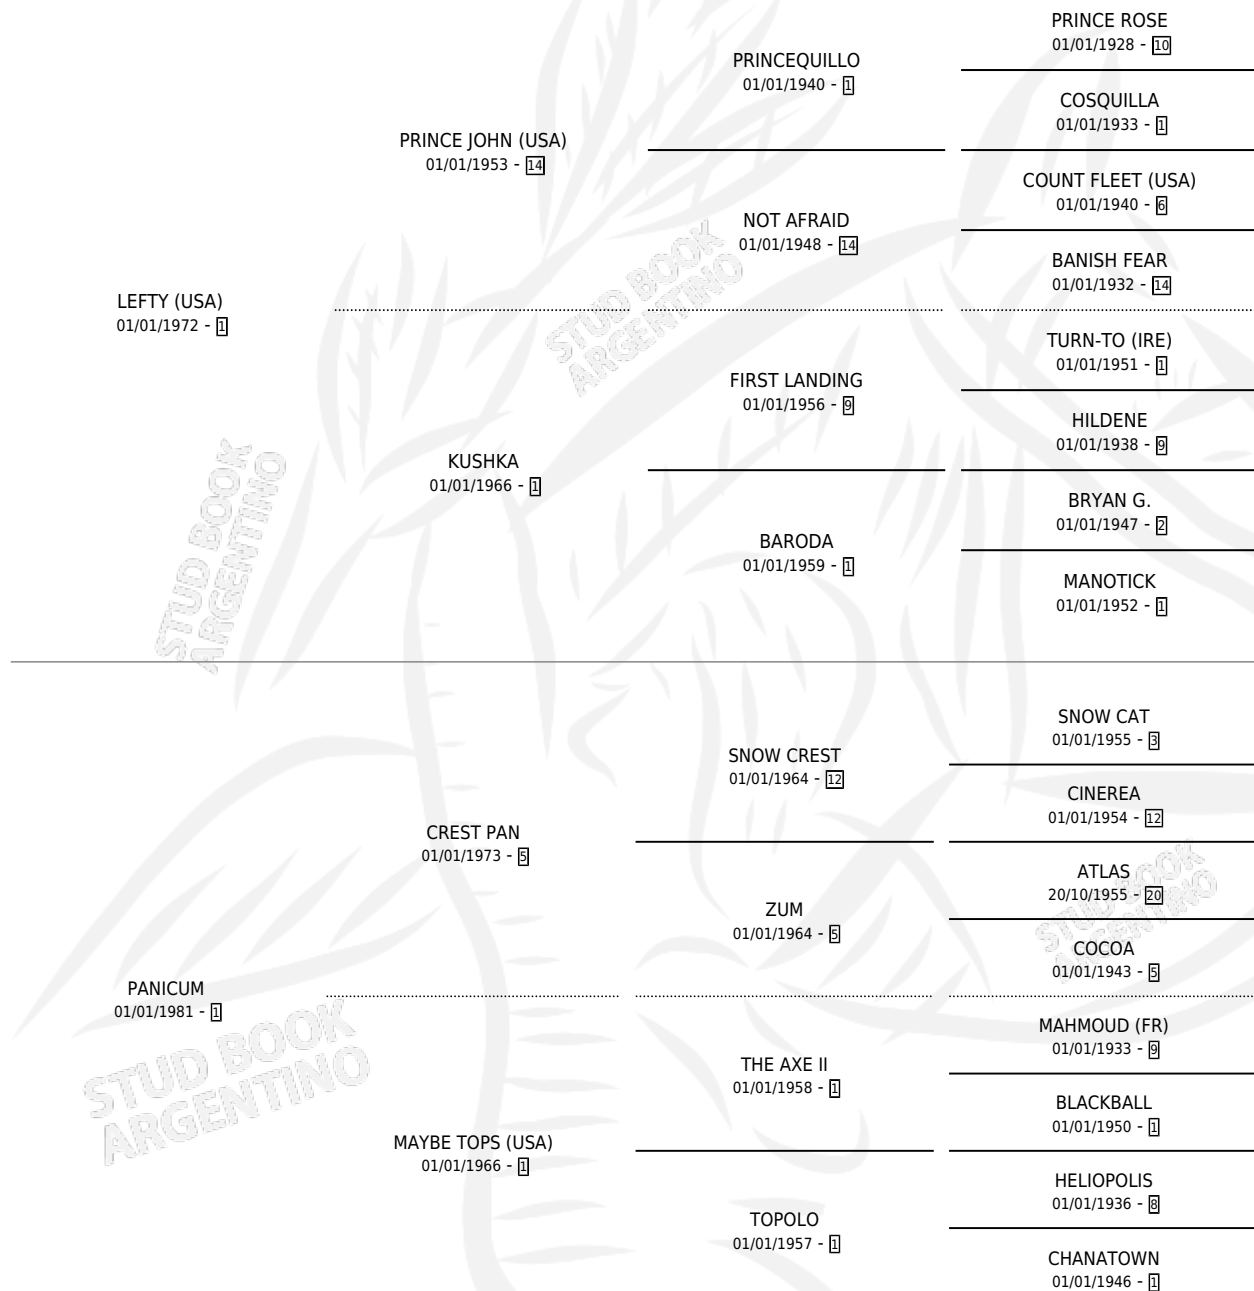 PRINCE ROSE
01/01/1928 - 10
PRINCEQUILLO
01/01/1940 - 1
COSQUILLA
01/01/1933 - 1
PRINCE JOHN (USA)
01/01/1953 - 14
COUNT FLEET (USA)
01/01/1940 - 6
NOT AFRAID
01/01/1948 - 14
BANISH FEAR
01/01/1932 - 14
LEFTY (USA)
01/01/1972 - 1
TURN-TO (IRE)
01/01/1951 - 1
FIRST LANDING
01/01/1956 - 9
HILDENE
01/01/1938 - 9
KUSHKA
01/01/1966 - 1
BRYAN G.
01/01/1947 - 2
BARODA
01/01/1959 - 1
MANOTICK
01/01/1952 - 1
SNOW CAT
01/01/1955 - 3
SNOW CREST
01/01/1964 - 12
CINEREA
01/01/1954 - 12
CREST PAN
01/01/1973 - 5
ATLAS
20/10/1955 - 20
ZUM
01/01/1964 - 5
COCOA
01/01/1943 - 5
PANICUM
01/01/1981 - 1
MAHMOUD (FR)
01/01/1933 - 9
THE AXE II
01/01/1958 - 1
BLACKBALL
01/01/1950 - 1
MAYBE TOPS (USA)
01/01/1966 - 1
HELIOPOLIS
01/01/1936 - 8
TOPOLO
01/01/1957 - 1
CHANATOWN
01/01/1946 - 1
STUD BOOK
ARGENTINO
STUD BOOK
ARGENTINO
STUD BOOK
ARGENTINO
STUD BOOK
ARGENTINO